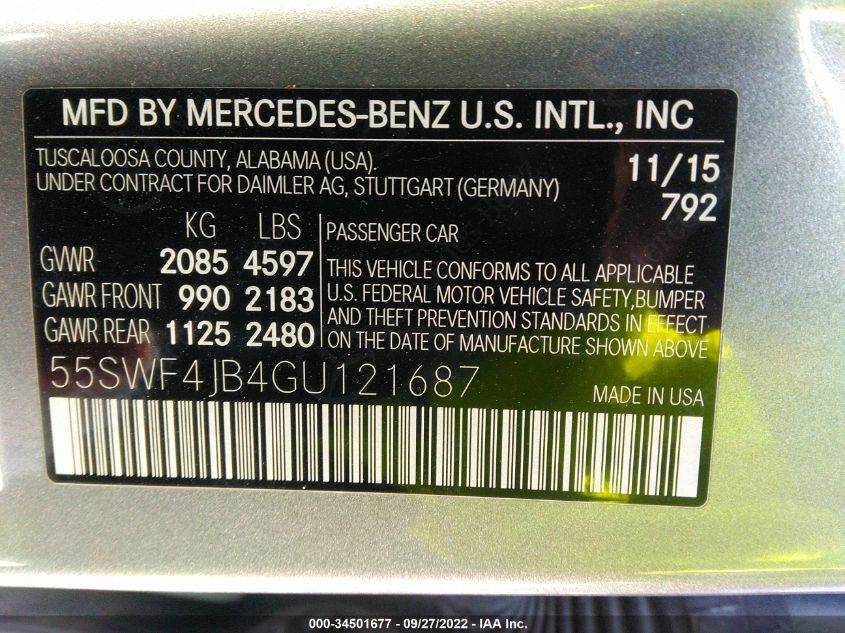 MFD BY MERCEDES-BENZ U.S. INTL., INC
TUSCALOOSA COUNTY, ALABAMA (USA).
UNDER CONTRACT FOR DAIMLER AG, STUTTGART (GERMANY)
11/15
792
KG LBS
GVWR 2085 4597
GAWR FRONT 990 2183
GAWR REAR 1125 2480
PASSENGER CAR
THIS VEHICLE CONFORMS TO ALL APPLICABLE
U.S. FEDERAL MOTOR VEHICLE SAFETY,BUMPER
AND THEFT PREVENTION STANDARDS IN EFFECT
ON THE DATE OF MANUFACTURE SHOWN ABOVE.
55SWF4JB4GU121687
MADE IN USA
000-34501677 - 09/27/2022 - IAA Inc.